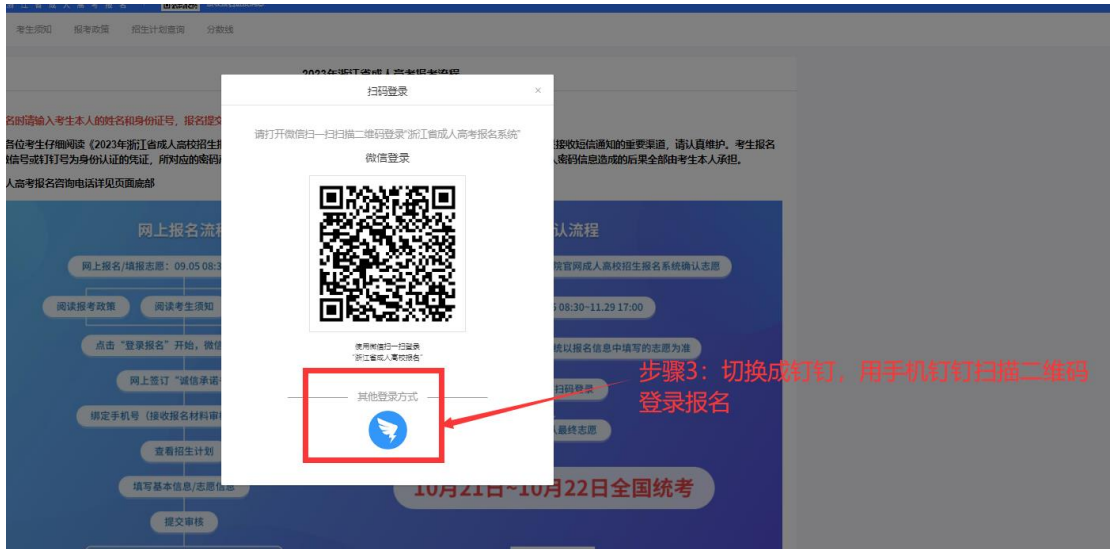 考生须知 报考政策 招生计划查询 分数线
2023年浙江省成人高考报考流程
扫码登录 ×
名时请输入考生本人的姓名和身份证号，报名提交
请打开微信扫一扫扫描二维码登录“浙江省成人高考报名系统”
各位考生仔细阅读《2023年浙江省成人高校招生报
接收短信通知的重要渠道，请认真维护。考生报名
微信登录
微信号或钉钉号为身份认证的凭证，所对应的密码
密码信息造成的后果全部由考生本人承担。
人高考报名咨询电话详见页面底部
网上报名流程
认流程
网上报名/填报志愿：09.05 08:3
院官网成人高校招生报名系统确认志愿
阅读报考政策 阅读考生须知
08:30~11.29 17:00
点击“登录报名”开始，微信
使用微信扫一扫登录
“浙江省成人高校报名”
统以报名信息中填写的志愿为准
网上签订“诚信承诺
其他登录方式
扫码登录
步骤3：切换成钉钉，用手机钉钉扫描二维码
登录报名
绑定手机号（接收报名材料审
人最终志愿
查看招生计划
填写基本信息/志愿信息
10月21日~10月22日全国统考
提交审核